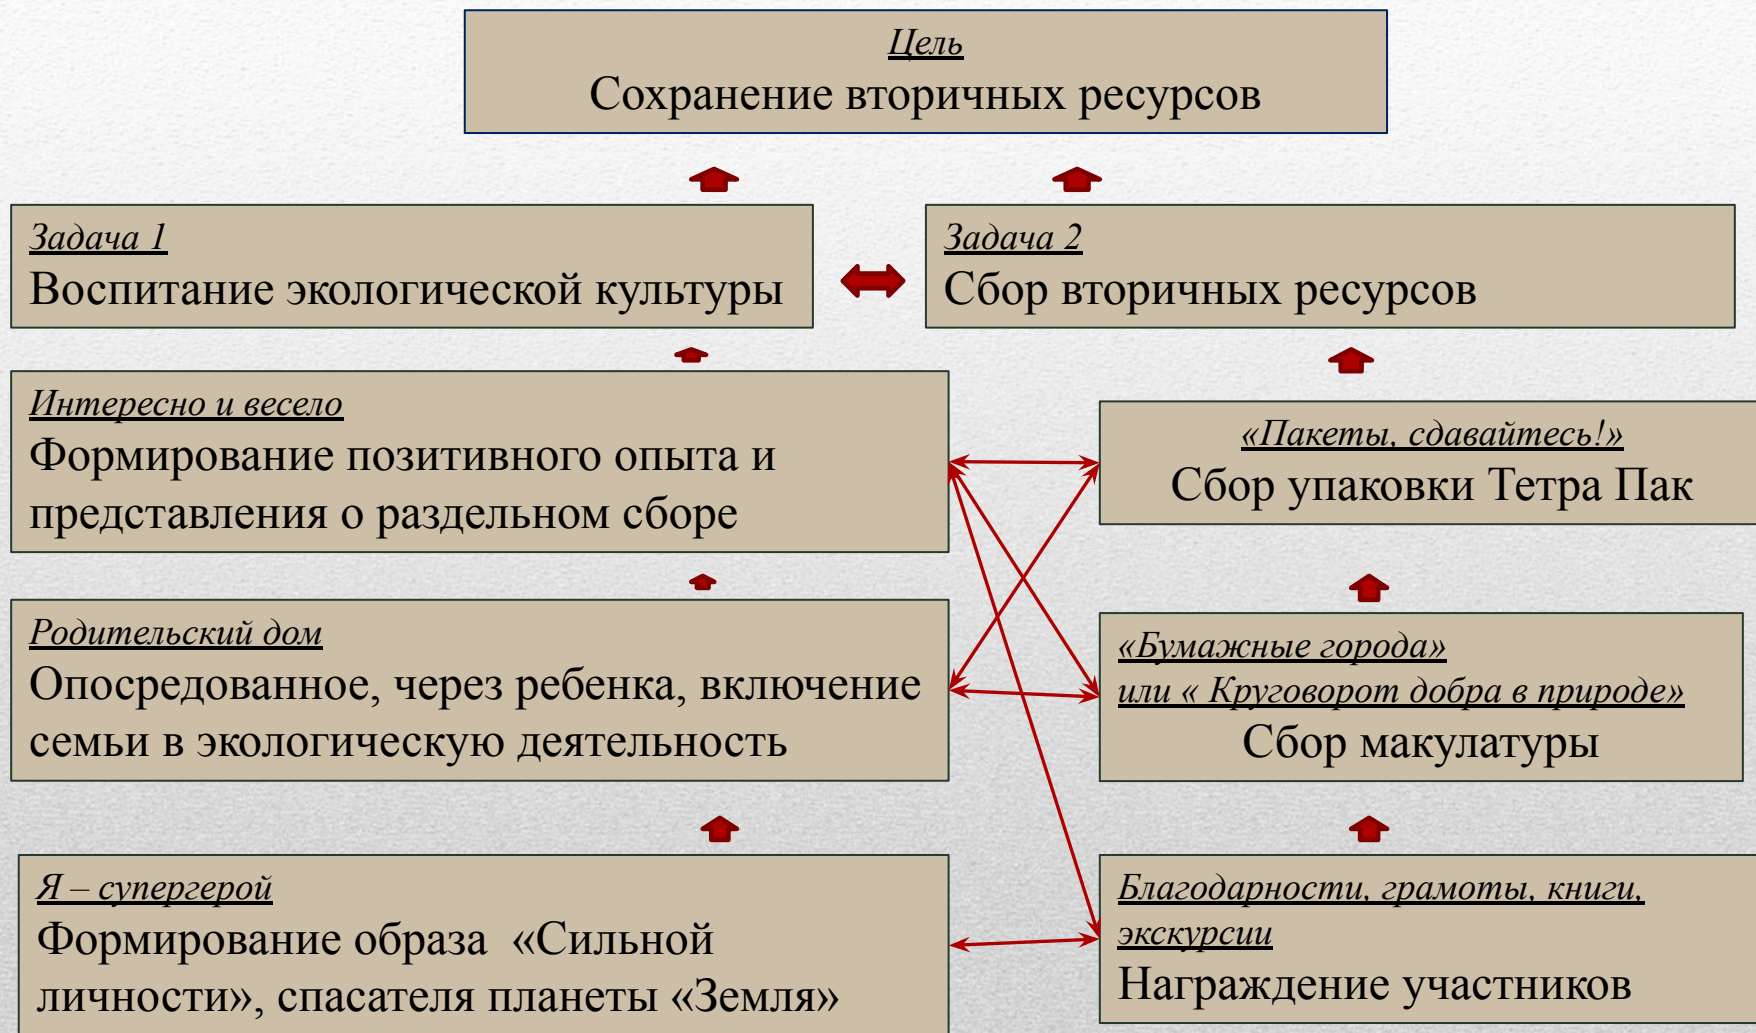 Цель
Сохранение вторичных ресурсов
Задача 1
Воспитание экологической культуры
Задача 2
Сбор вторичных ресурсов
Интересно и весело
Формирование позитивного опыта и
представления о раздельном сборе
«Пакеты, сдавайтесь!»
Сбор упаковки Тетра Пак
Родительский дом
Опосредованное, через ребенка, включение
семьи в экологическую деятельность
«Бумажные города»
или « Круговорот добра в природе»
Сбор макулатуры
Я – супергерой
Формирование образа «Сильной
личности», спасателя планеты «Земля»
Благодарности, грамоты, книги,
экскурсии
Награждение участников